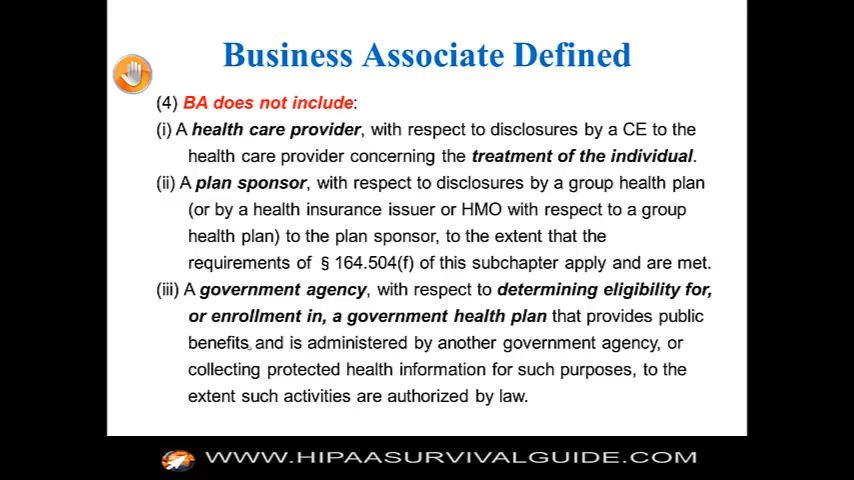 Business Associate Defined
(4) BA does not include:
(i) A health care provider, with respect to disclosures by a CE to the
health care provider concerning the treatment of the individual.
(ii) A plan sponsor, with respect to disclosures by a group health plan
(or by a health insurance issuer or HMO with respect to a group
health plan) to the plan sponsor, to the extent that the
requirements of § 164.504(f) of this subchapter apply and are met.
(iii) A government agency, with respect to determining eligibility for,
or enrollment in, a government health plan that provides public
benefits and is administered by another government agency, or
collecting protected health information for such purposes, to the
extent such activities are authorized by law.
WWW.HIPAASURVIVALGUIDE.COM